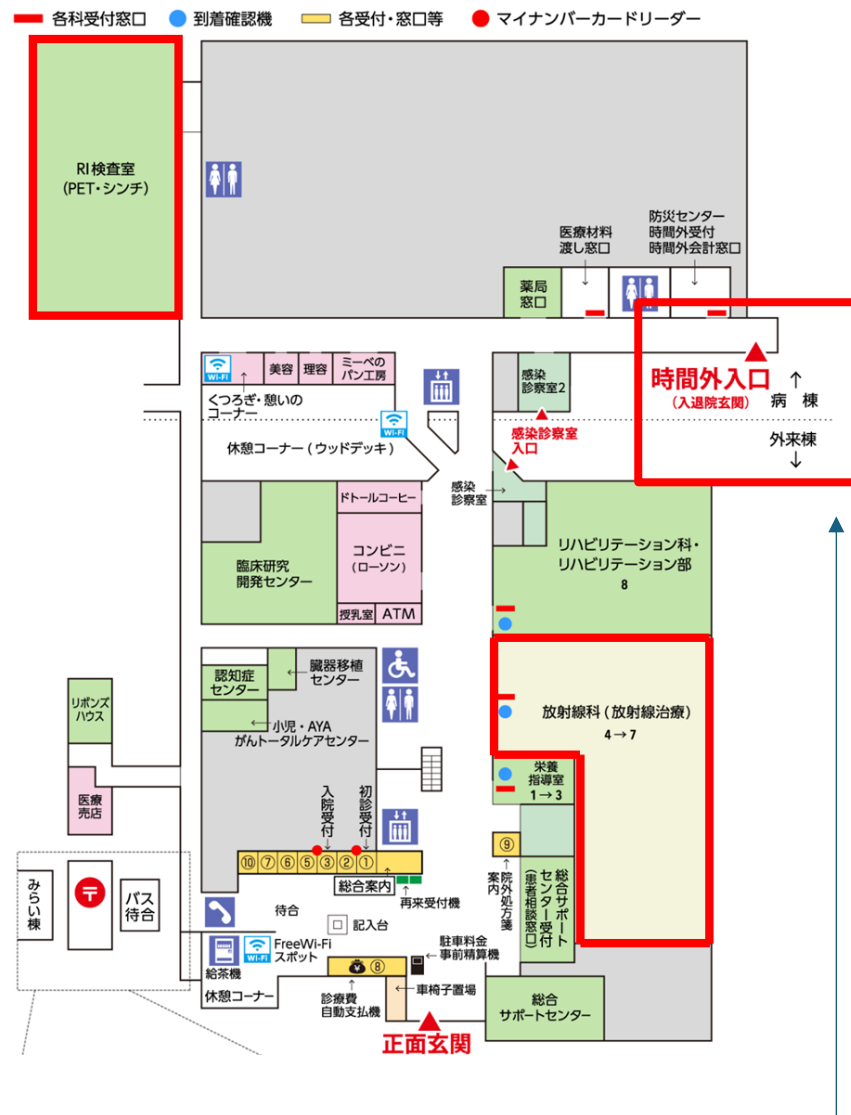 各科受付窓口
到着確認機
各受付・窓口等
マイナンバーカードリーダー
RI検査室
(PET・シンチ)
医療材料
渡し窓口
防災センター
時間外受付
時間外会計窓口
薬局
窓口
Wi-Fi
美容
理容
ミーベの
パン工房
くつろぎ・憩いの
コーナー
Wi-Fi
休憩コーナー(ウッドデッキ)
感染
診察室2
感染診察室
入口
時間外入口
(入退院玄関)
↑
病 棟
外来棟
↓
感染
診察室
ドトールコーヒー
コンビニ
(ローソン)
授乳室
ATM
臨床研究
開発センター
リハビリテーション科・
リハビリテーション部
8
認知症
センター
臓器移植
センター
小児・AYA
がんトータルケアセンター
放射線科(放射線治療)
4→7
リボンズ
ハウス
医療
売店
栄養
指導室
1→3
入院受付
初診受付
⑩
⑦
⑥
⑤
③
②
①
総合案内
再来受付機
⑨
院外処方箋
案内
総合サポート
センター受付
(患者相談窓口)
みらい棟
〒
バス
待合
待合
記入台
給茶機
Wi-Fi
FreeWi-Fi
スポット
休憩コーナー
¥
⑧
駐車料金
事前精算機
診療費
自動支払機
車椅子置場
正面玄関
総合
サポートセンター